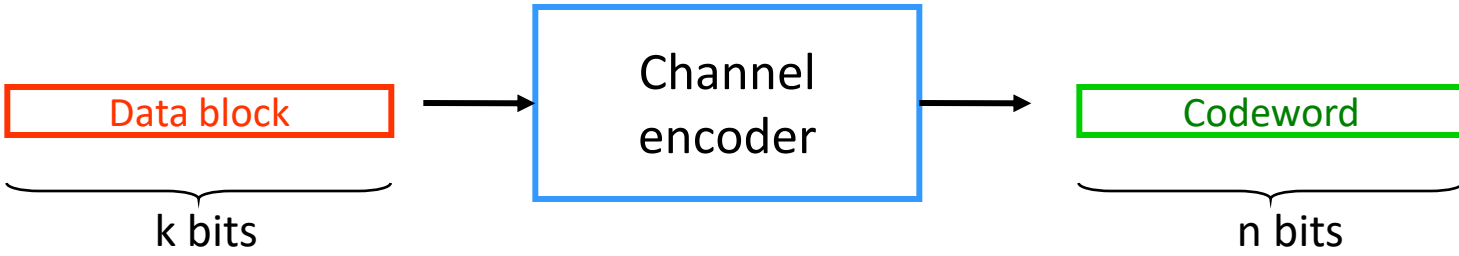 Data block
k bits
Channel
encoder
Codeword
n bits